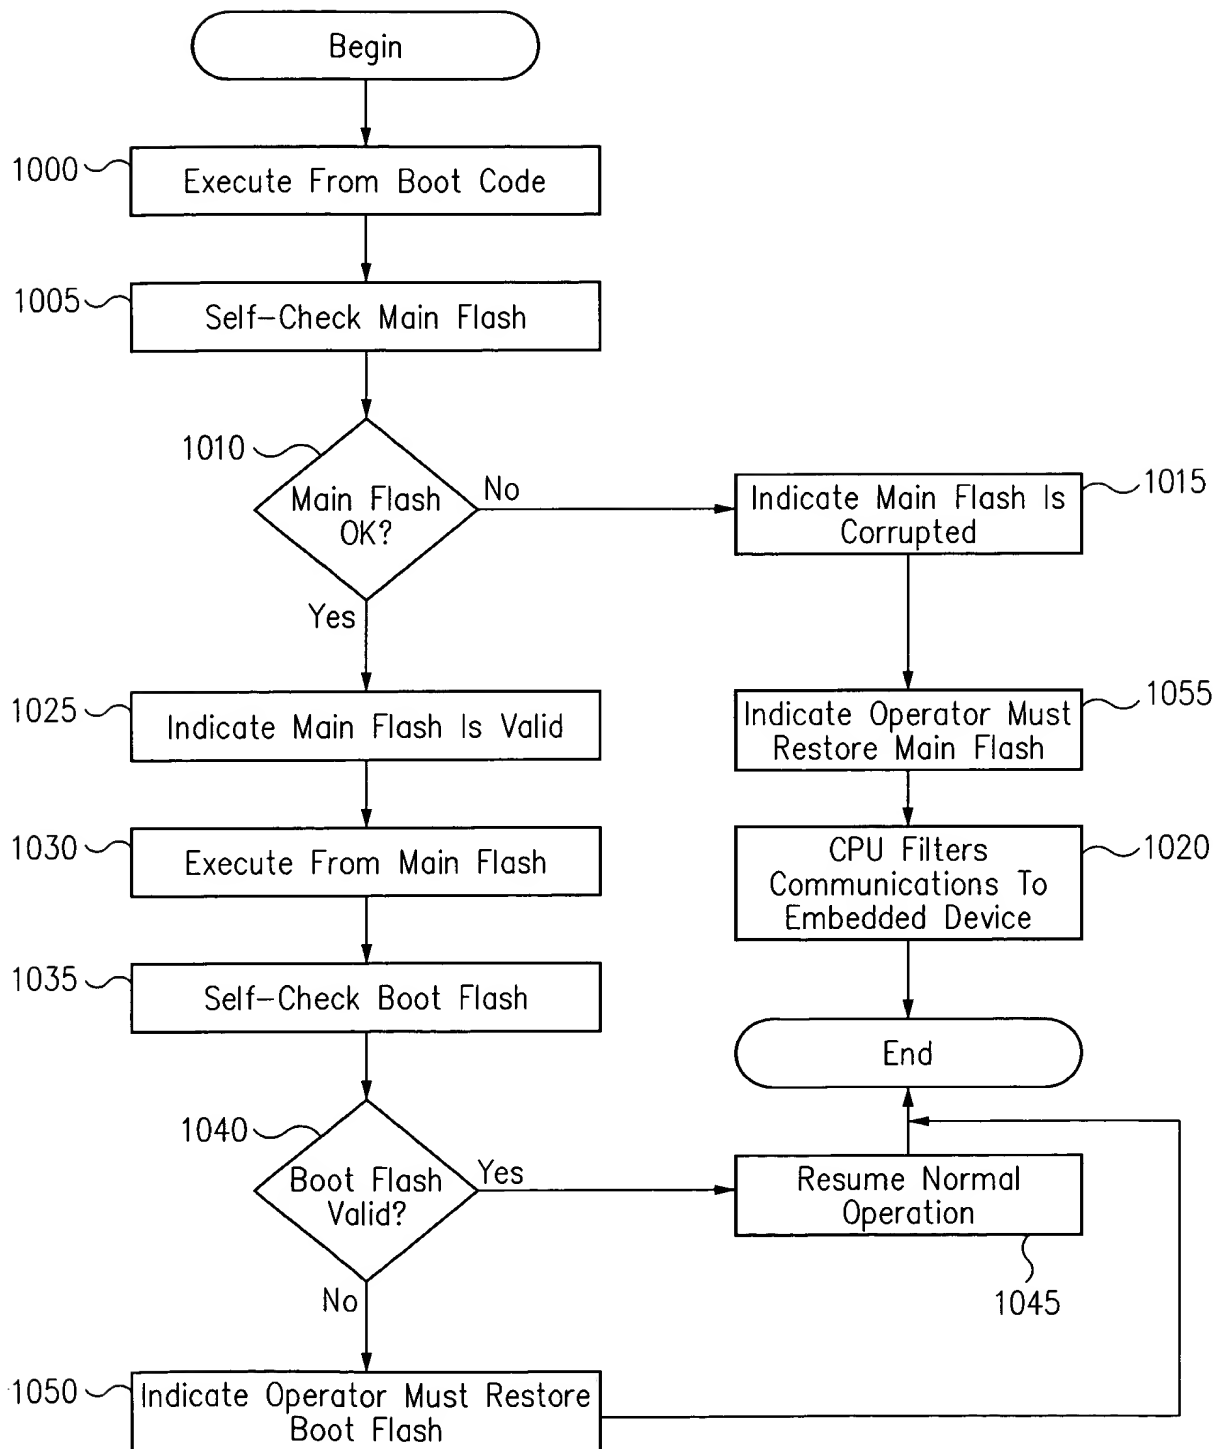 Begin
1000
Execute From Boot Code
1005
Self-Check Main Flash
1010
Main Flash
OK?
No
Yes
Indicate Main Flash Is
Corrupted
1015
1025
Indicate Main Flash Is Valid
Indicate Operator Must
Restore Main Flash
1055
1030
Execute From Main Flash
CPU Filters
Communications To
Embedded Device
1020
1035
Self-Check Boot Flash
End
1040
Boot Flash
Valid?
Yes
No
Resume Normal
Operation
1045
1050
Indicate Operator Must Restore
Boot Flash